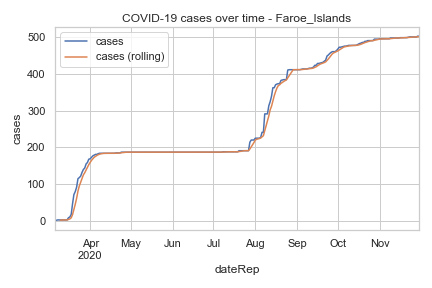 COVID-19 cases over time - Faroe_Islands
cases
cases (rolling)
500
400
300
200
100
0
cases
Apr May Jun Jul Aug Sep Oct Nov
2020
dateRep